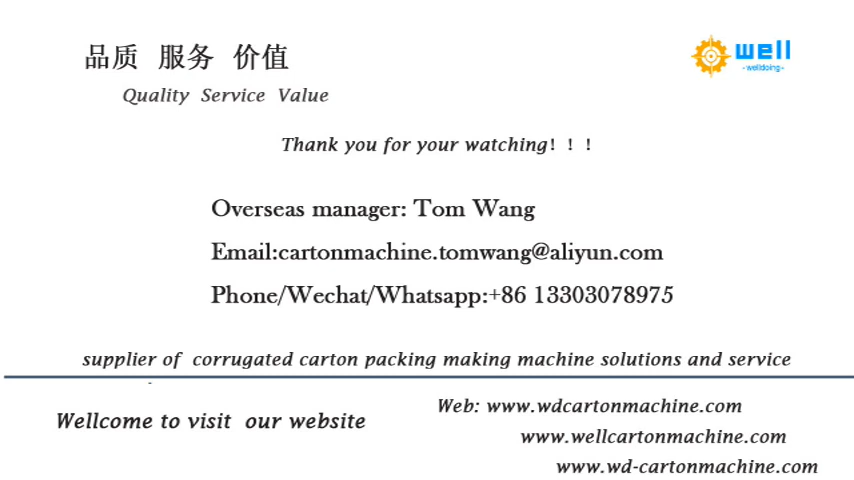 品质 服务 价值
well
-welldoing-
Quality Service Value
Thank you for your watching！！！
Overseas manager: Tom Wang
Email:cartonmachine.tomwang@aliyun.com
Phone/Wechat/Whatsapp:+86 13303078975
supplier of corrugated carton packing making machine solutions and service
Wellcome to visit our website
Web: www.wdcartonmachine.com
www.wellcartonmachine.com
www.wd-cartonmachine.com